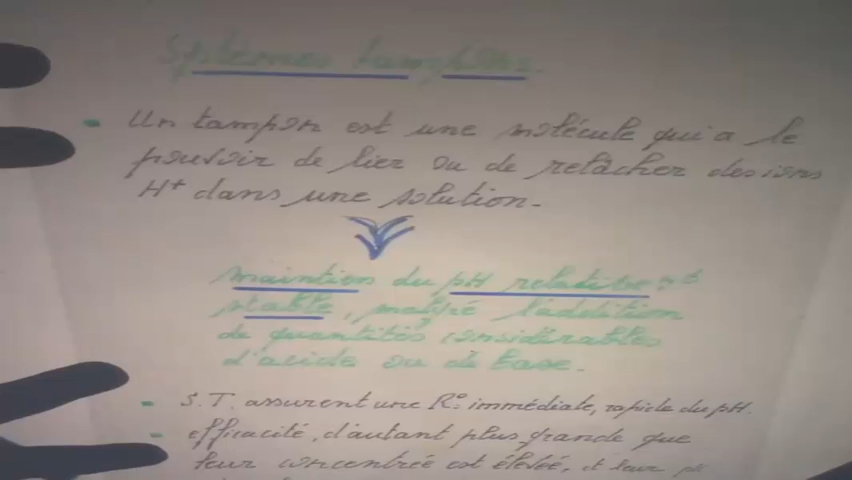 Systèmes tampons.
Un tampon est une molécule qui a le
pouvoir de lier ou de relâcher des ions
H+ dans une solution.
maintien du pH relative mt
stable, malgré l'addition
de quantités considérables
d'acide ou de base.
S.T. assurent une R°: immédiate, rapide du pH.
efficacité, d'autant plus grande que
leur concentrée est élevée, et leur